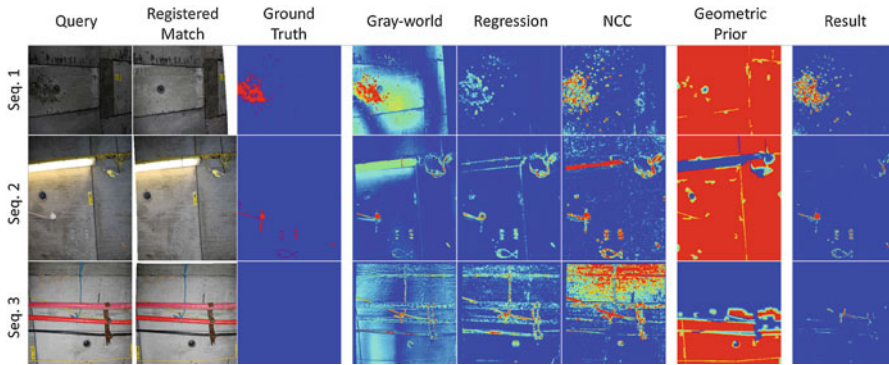 Query
Registered
Match
Ground
Truth
Gray-world
Regression
NCC
Geometric
Prior
Result
Seq. 1
Seq. 2
Seq. 3